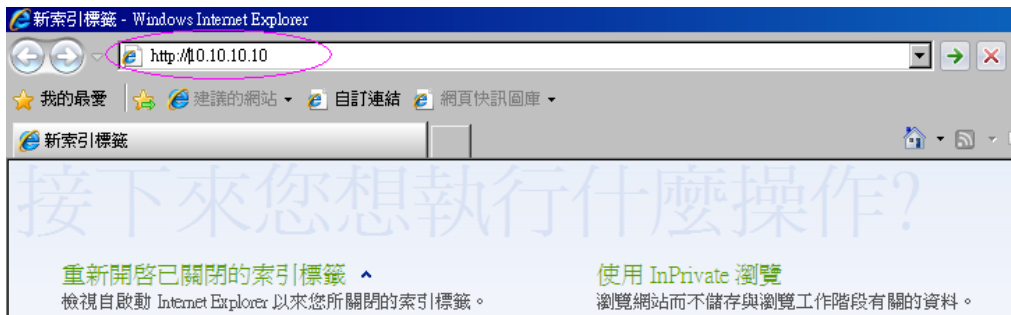 新索引標籤 - Windows Internet Explorer
http://10.10.10.10
我的最愛 建議的網站 自訂連結 網頁快訊圖庫
新索引標籤
接下來您想執行什麼操作?
重新開啟已關閉的索引標籤 使用 InPrivate 瀏覽
檢視自啟動 Internet Explorer 以來您所關閉的索引標籤。 瀏覽網站而不儲存與瀏覽工作階段有關的資料。